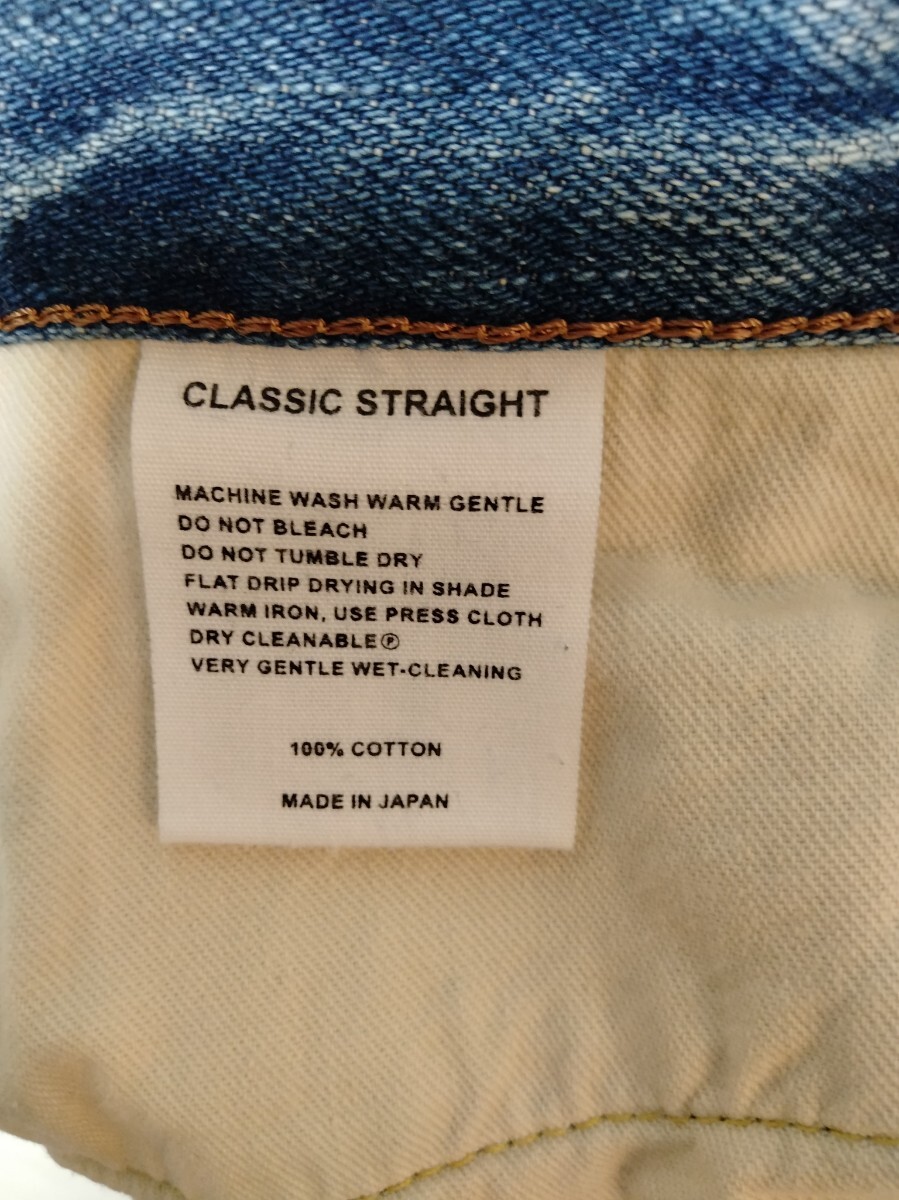 CLASSIC STRAIGHT
MACHINE WASH WARM GENTLE
DO NOT BLEACH
DO NOT TUMBLE DRY
FLAT DRIP DRYING IN SHADE
WARM IRON, USE PRESS CLOTH
DRY CLEANABLEⓅ
VERY GENTLE WET-CLEANING
100% COTTON
MADE IN JAPAN